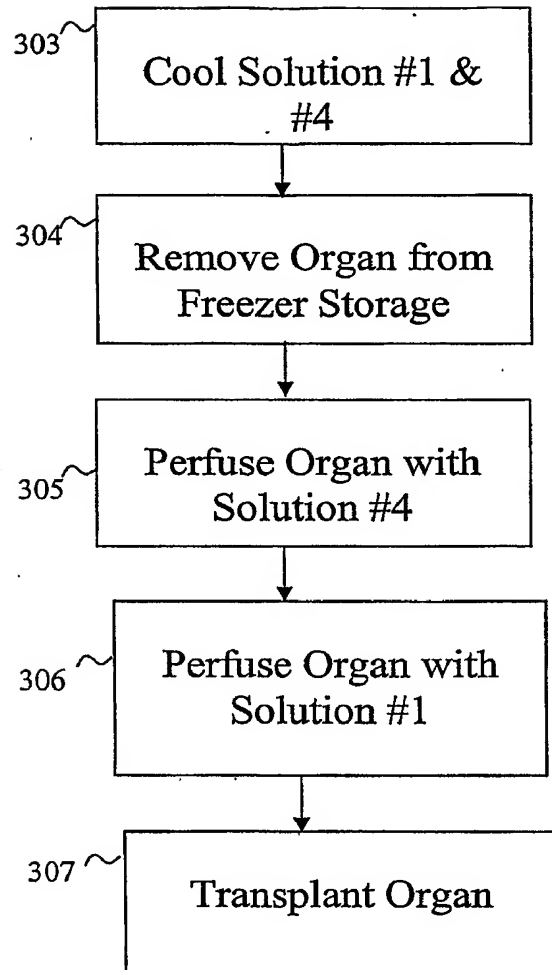 303
Cool Solution #1 &
#4
304
Remove Organ from
Freezer Storage
305
Perfuse Organ with
Solution #4
306
Perfuse Organ with
Solution #1
307
Transplant Organ